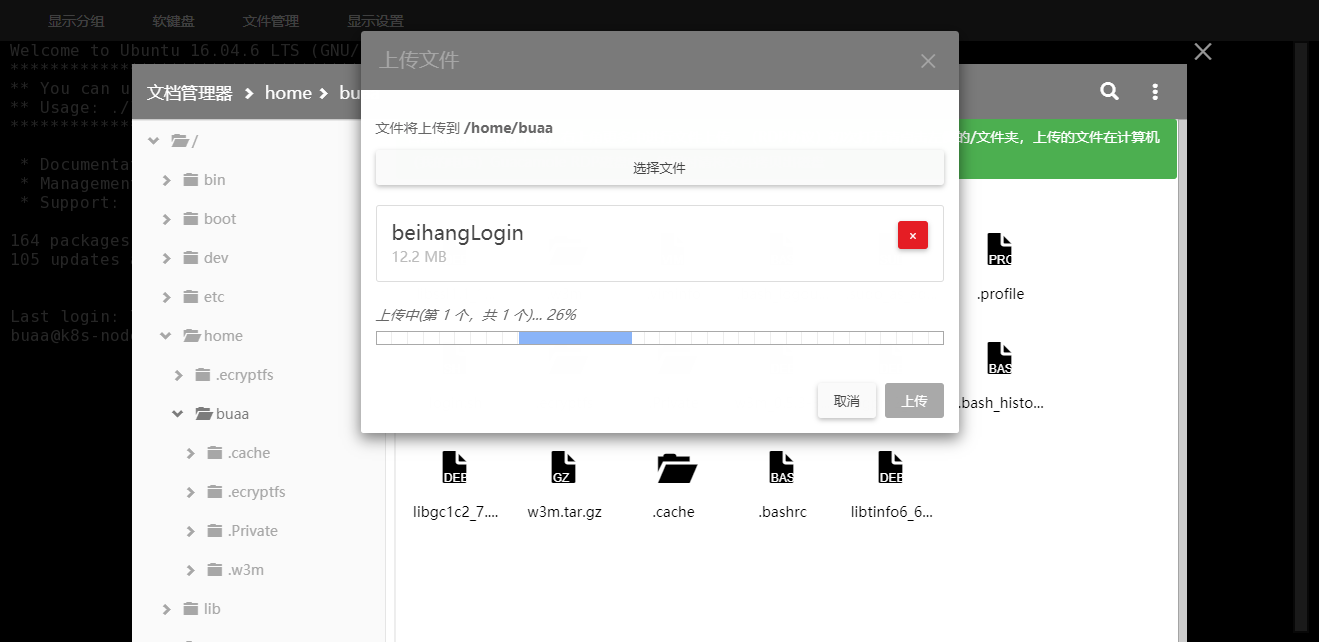 显示分组 软键盘 文件管理 显示设置
Welcome to Ubuntu 16.04.6 LTS (GNU/
** You can u
** Usage: ./
* Documenta
* Management
* Support:
164 packages
105 updates
Last login:
buaa@k8s-nod
文档管理器 home bu
/
bin
boot
dev
etc
home
.ecryptfs
buaa
.cache
.ecryptfs
.Private
.w3m
lib
上传文件
文件将上传到 /home/buaa
选择文件
beihangLogin
12.2 MB
×
上传中(第 1 个，共 1 个)... 26%
取消 上传
的/文件夹，上传的文件在计算机
PRO
.profile
BAS
.bash_histo...
DEB GZ BAS DEB
libgc1c2_7.... w3m.tar.gz .cache .bashrc libtinfo6_6...